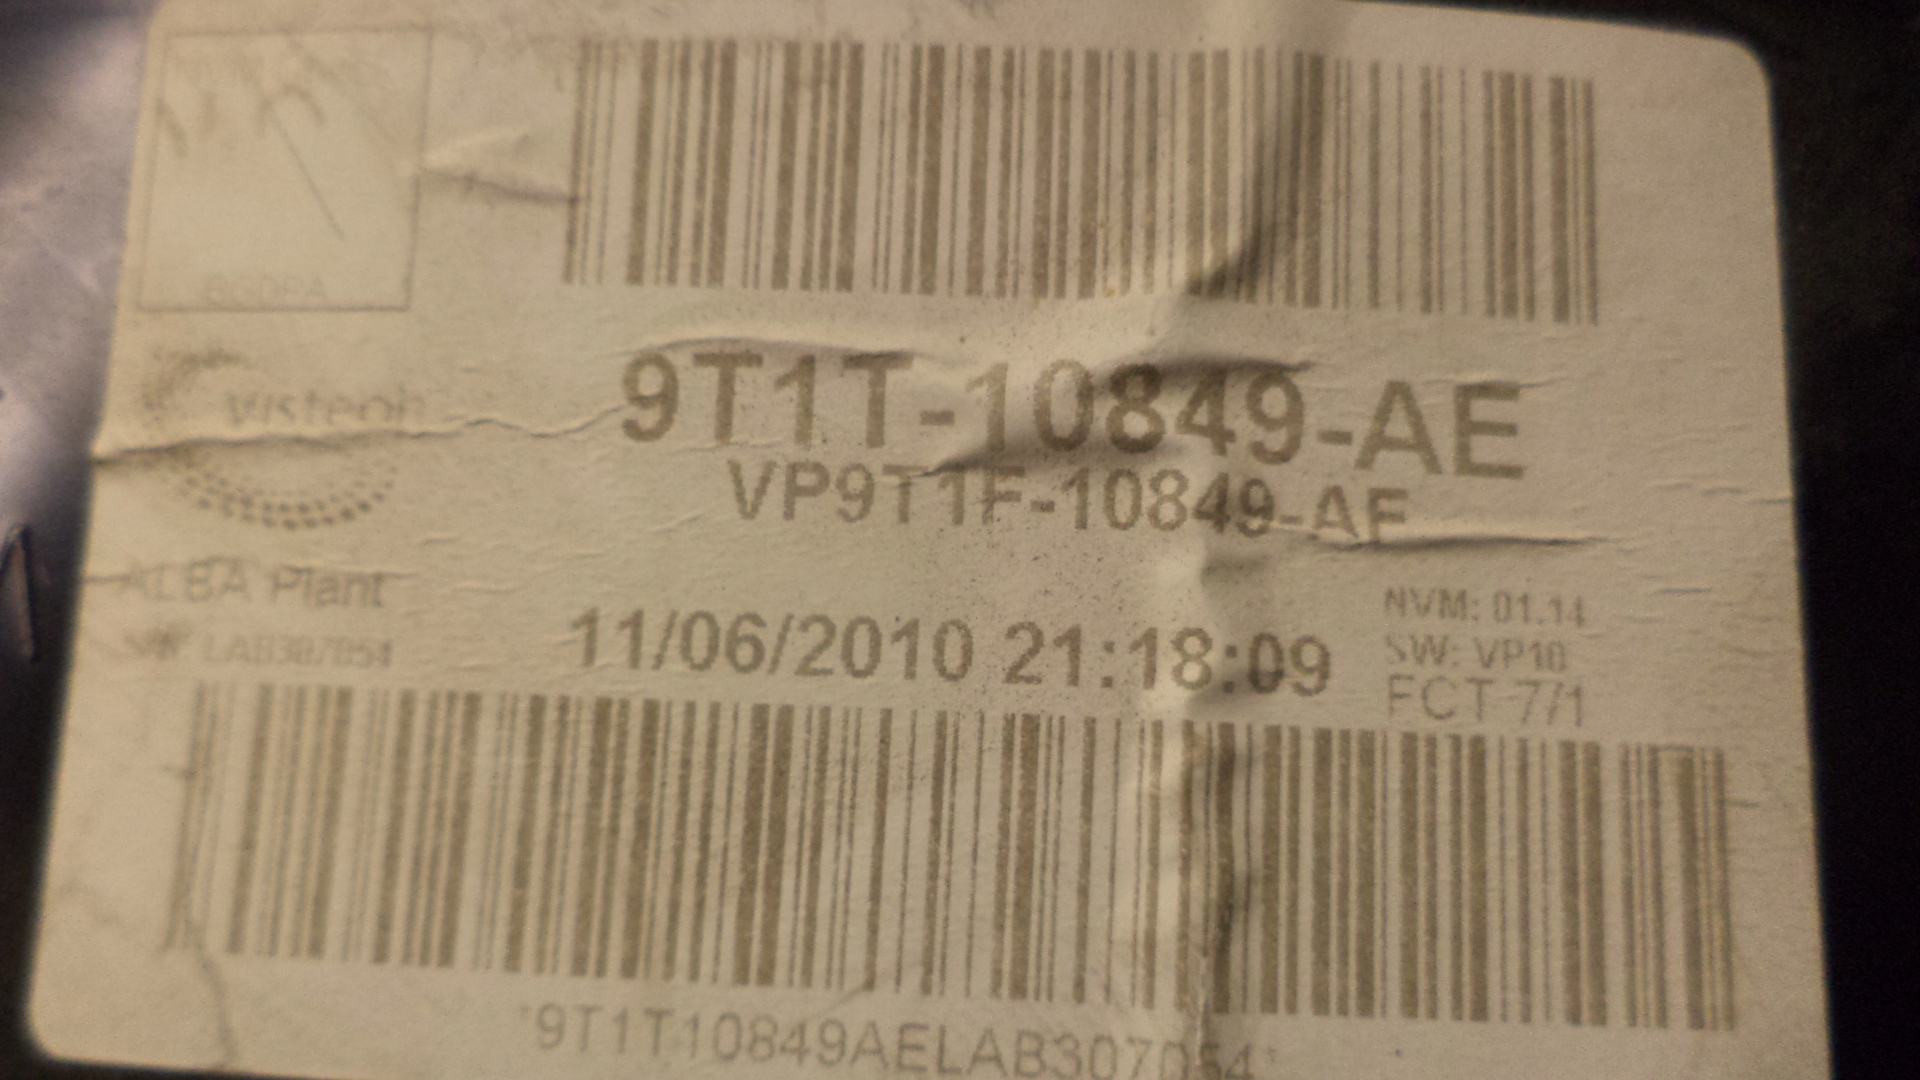 9T1T-10849-AE
Visteon
VP9T1F-10849-AE
ALBA Plant
11/06/2010 21:18:09
NVM: 01.14
SW: VP10
FCT 7/1
S/N LAB307054
*9T1T10849AELAB307054*